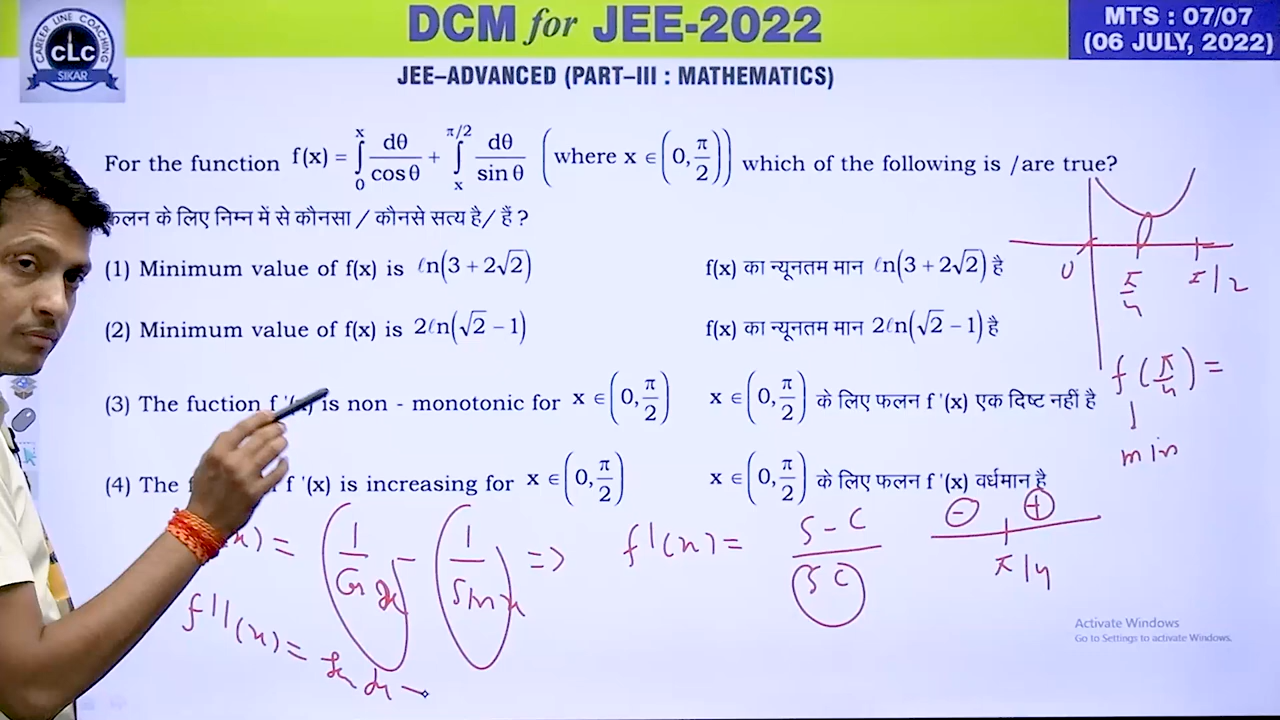 CAREER LINE COACHING
CLC
SIKAR
DCM for JEE-2022
MTS : 07/07
(06 JULY, 2022)
JEE–ADVANCED (PART–III : MATHEMATICS)
For the function f(x) = ∫₀ˣ dθ/cosθ + ∫ₓ^(π/2) dθ/sinθ (where x ∈ (0, π/2)) which of the following is /are true?
फलन के लिए निम्न में से कौनसा / कौनसे सत्य है/ हैं ?
(1) Minimum value of f(x) is ℓn(3 + 2√2) f(x) का न्यूनतम मान ℓn(3 + 2√2) है
(2) Minimum value of f(x) is 2ℓn(√2 – 1) f(x) का न्यूनतम मान 2ℓn(√2 – 1) है
(3) The fuction f '(x) is non - monotonic for x ∈ (0, π/2) x ∈ (0, π/2) के लिए फलन f '(x) एक दिष्ट नहीं है
(4) The f '(x) is increasing for x ∈ (0, π/2) x ∈ (0, π/2) के लिए फलन f '(x) वर्धमान है
0 π/4 π/2
f(π/4) =
min
(x) = (1/Cos x) – (1/Sin x) => f'(x) = S – C / SC
– +
π/4
f''(x) =
Activate Windows
Go to Settings to activate Windows.